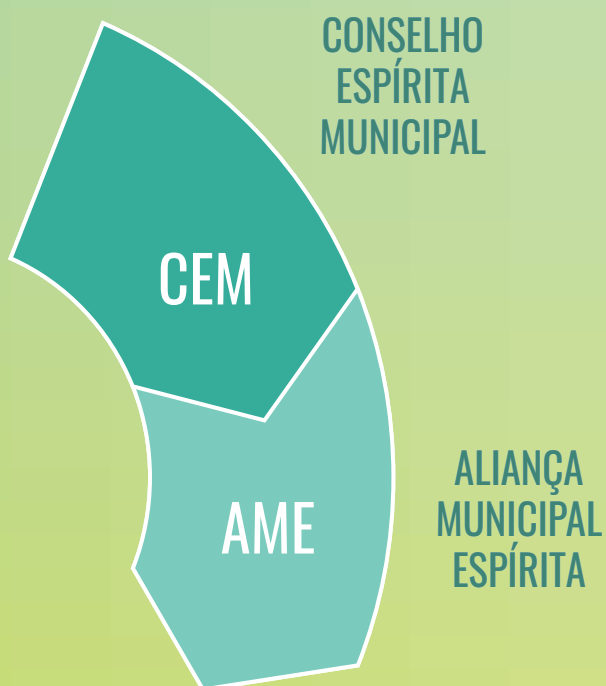 CONSELHO
ESPÍRITA
MUNICIPAL
CEM
AME
ALIANÇA
MUNICIPAL
ESPÍRITA